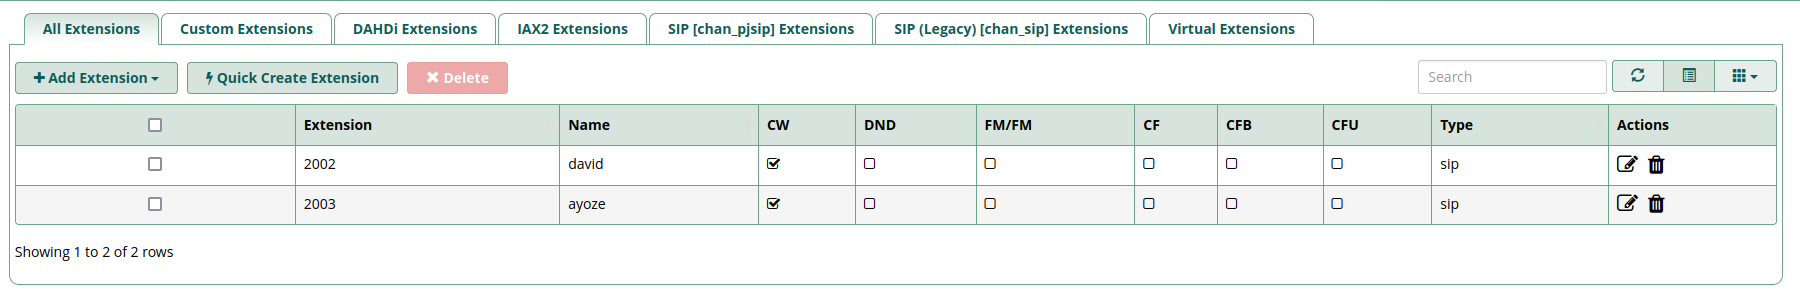 All Extensions Custom Extensions DAHDi Extensions IAX2 Extensions SIP [chan_pjsip] Extensions SIP (Legacy) [chan_sip] Extensions Virtual Extensions
Add Extension Quick Create Extension Delete Search
Extension Name CW DND FM/FM CF CFB CFU Type Actions
2002 david sip
2003 ayoze sip
Showing 1 to 2 of 2 rows